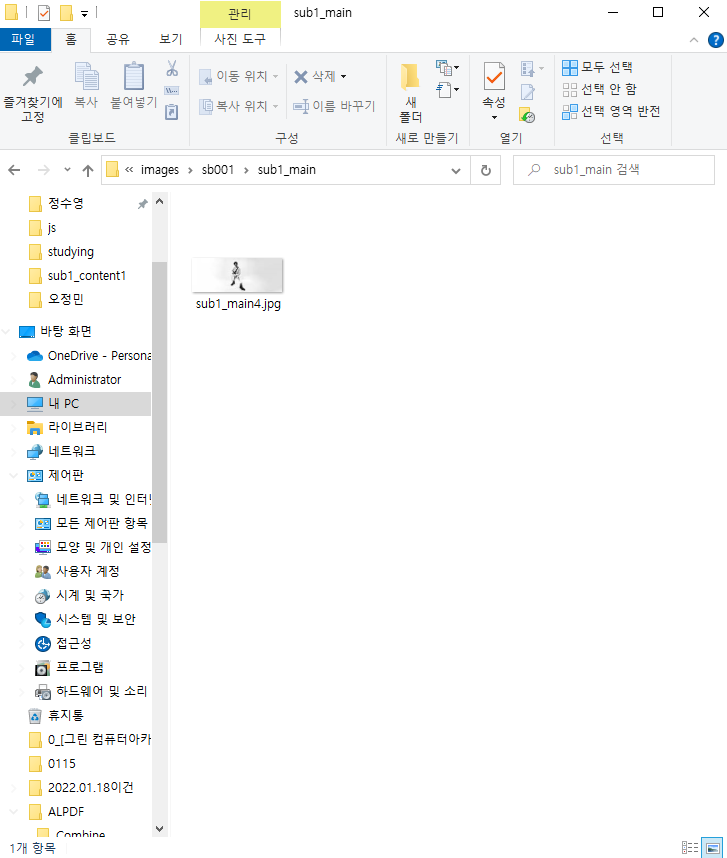 관리
sub1_main
파일
홈
공유
보기
사진 도구
즐겨찾기에
고정
복사
붙여넣기
이동 위치
복사 위치
삭제
이름 바꾸기
새
폴더
속성
모두 선택
선택 안 함
선택 영역 반전
클립보드
구성
새로 만들기
열기
선택
« images > sb001 > sub1_main
sub1_main 검색
정수영
js
studying
sub1_content1
오정민
바탕 화면
OneDrive - Persona
Administrator
내 PC
라이브러리
네트워크
제어판
네트워크 및 인터넷
모든 제어판 항목
모양 및 개인 설정
사용자 계정
시계 및 국가
시스템 및 보안
접근성
프로그램
하드웨어 및 소리
휴지통
0_[그린 컴퓨터아카
0115
2022.01.18이건
ALPDF
Combine
sub1_main4.jpg
1개 항목